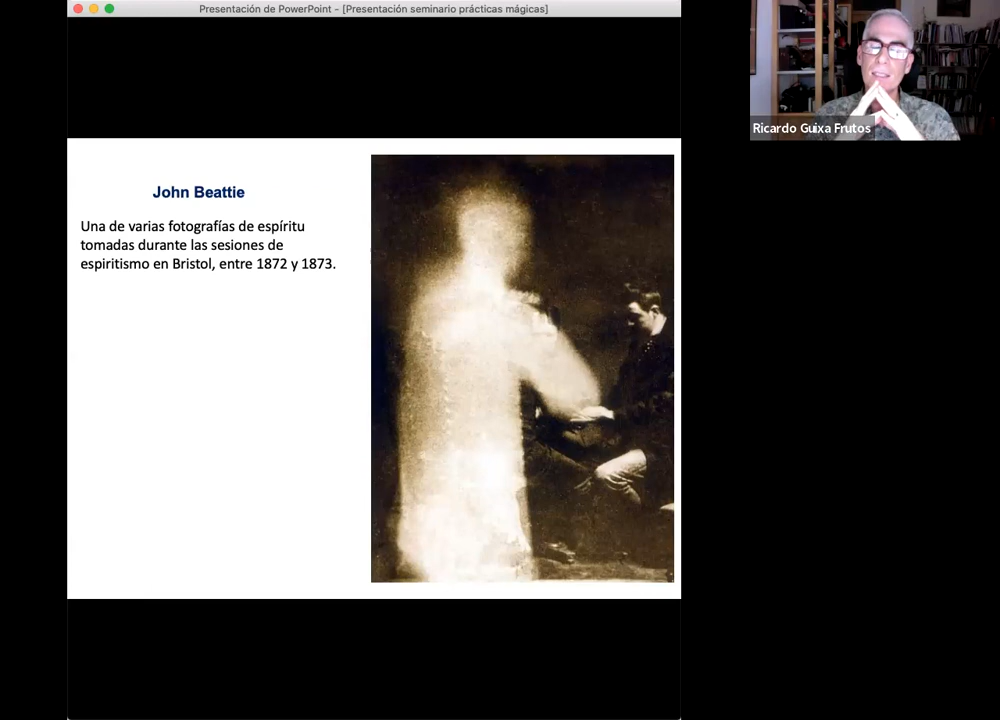 Presentación de PowerPoint - [Presentación seminario prácticas mágicas]
Ricardo Guixa Frutos
John Beattie
Una de varias fotografías de espíritu
tomadas durante las sesiones de
espiritismo en Bristol, entre 1872 y 1873.